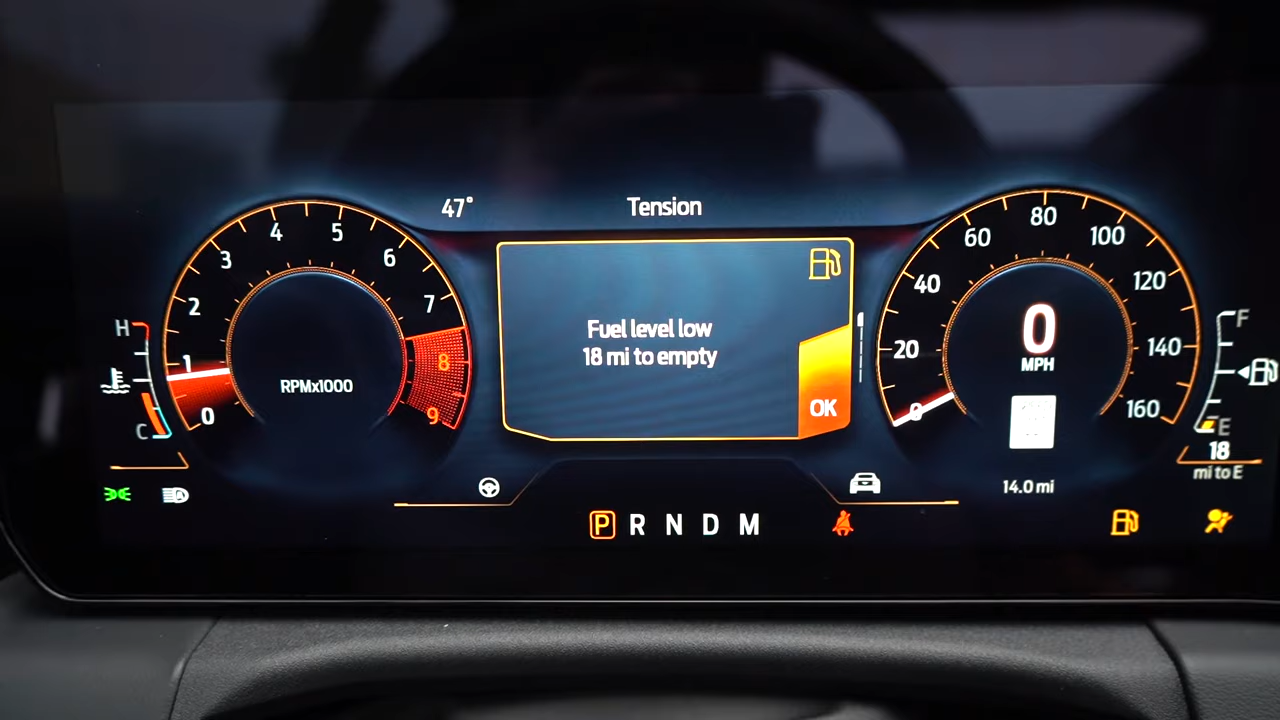 47° Tension
0 1 2 3 4 5 6 7 8 9
RPMx1000
H
C
Fuel level low
18 mi to empty
OK
0 20 40 60 80 100 120 140 160
0
MPH
14.0 mi
F
E
18
mi to E
P R N D M